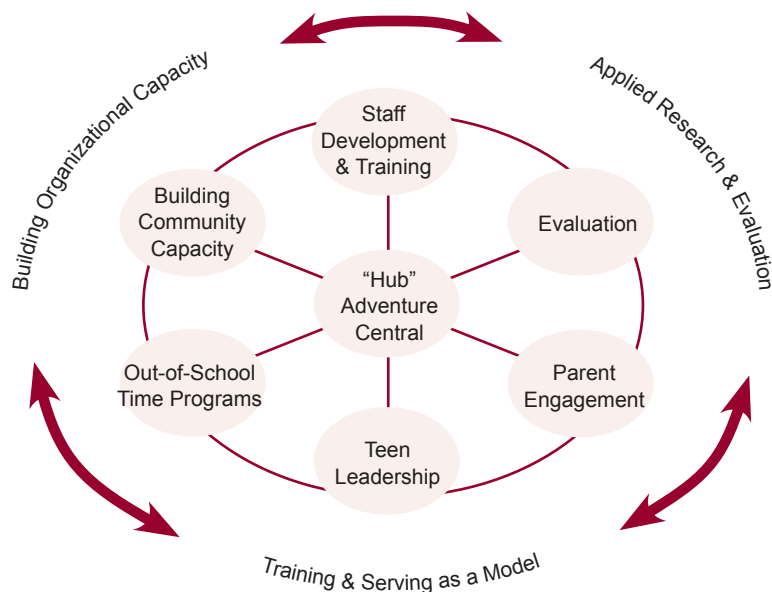 Building Organizational Capacity
Applied Research & Evaluation
Staff
Development
& Training
Building
Community
Capacity
Evaluation
“Hub”
Adventure
Central
Out-of-School
Time Programs
Parent
Engagement
Teen
Leadership
Training & Serving as a Model